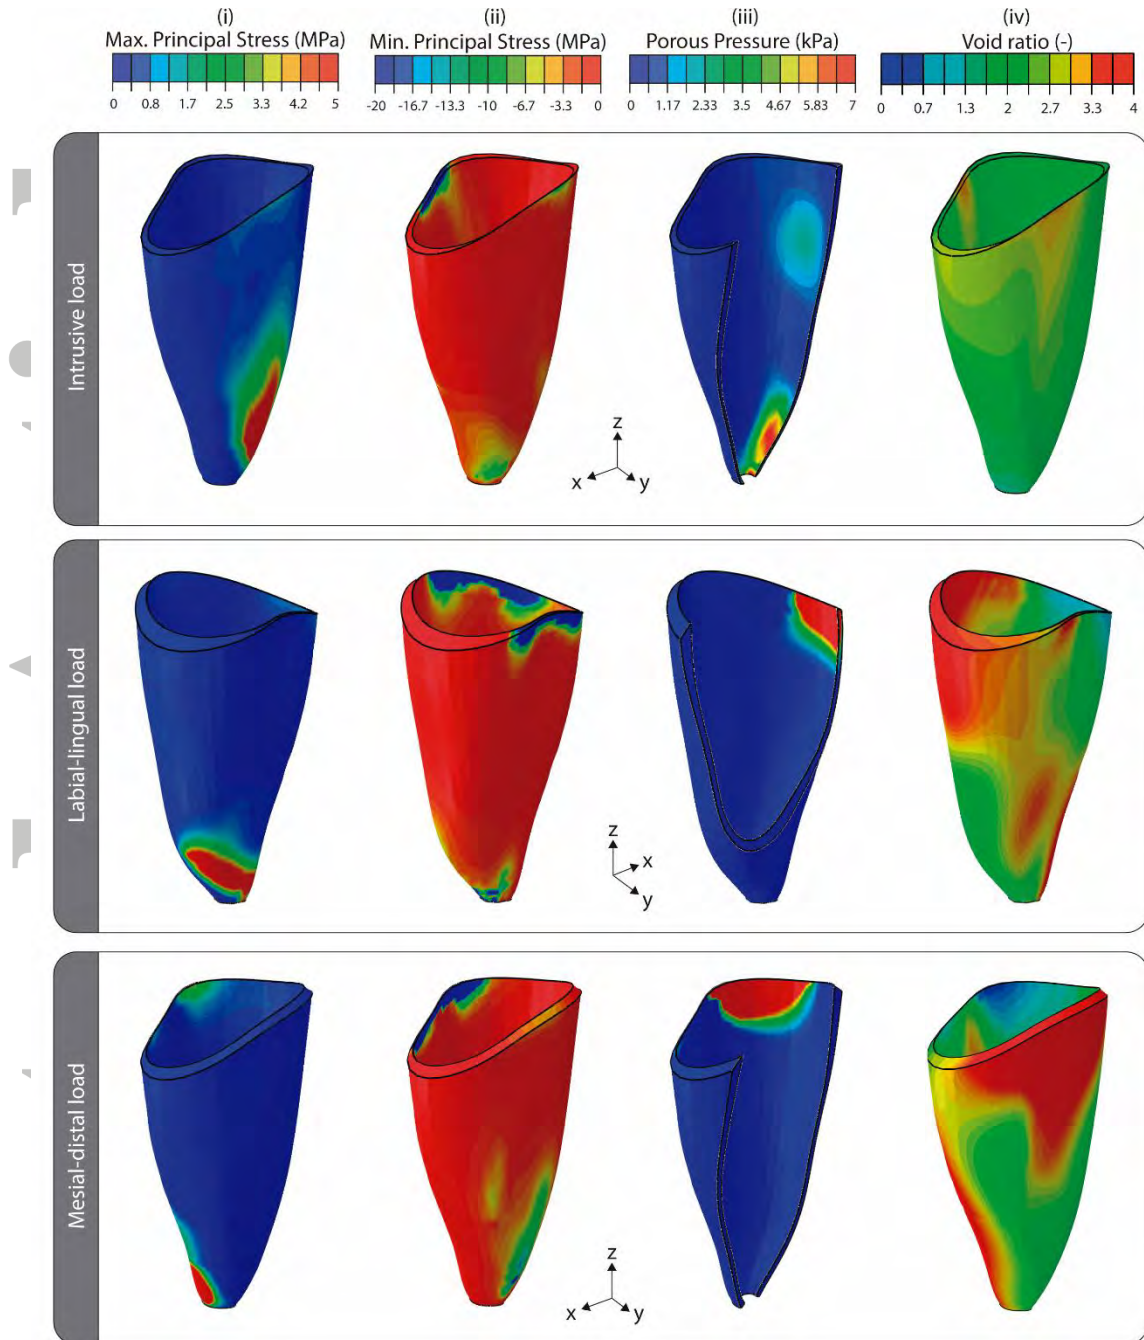 (i)
Max. Principal Stress (MPa)
0 0.8 1.7 2.5 3.3 4.2 5
(ii)
Min. Principal Stress (MPa)
-20 -16.7 -13.3 -10 -6.7 -3.3 0
(iii)
Porous Pressure (kPa)
0 1.17 2.33 3.5 4.67 5.83 7
(iv)
Void ratio (-)
0 0.7 1.3 2 2.7 3.3 4
Intrusive load
z
x
y
Labial-lingual load
z
x
y
Mesial-distal load
z
x
y